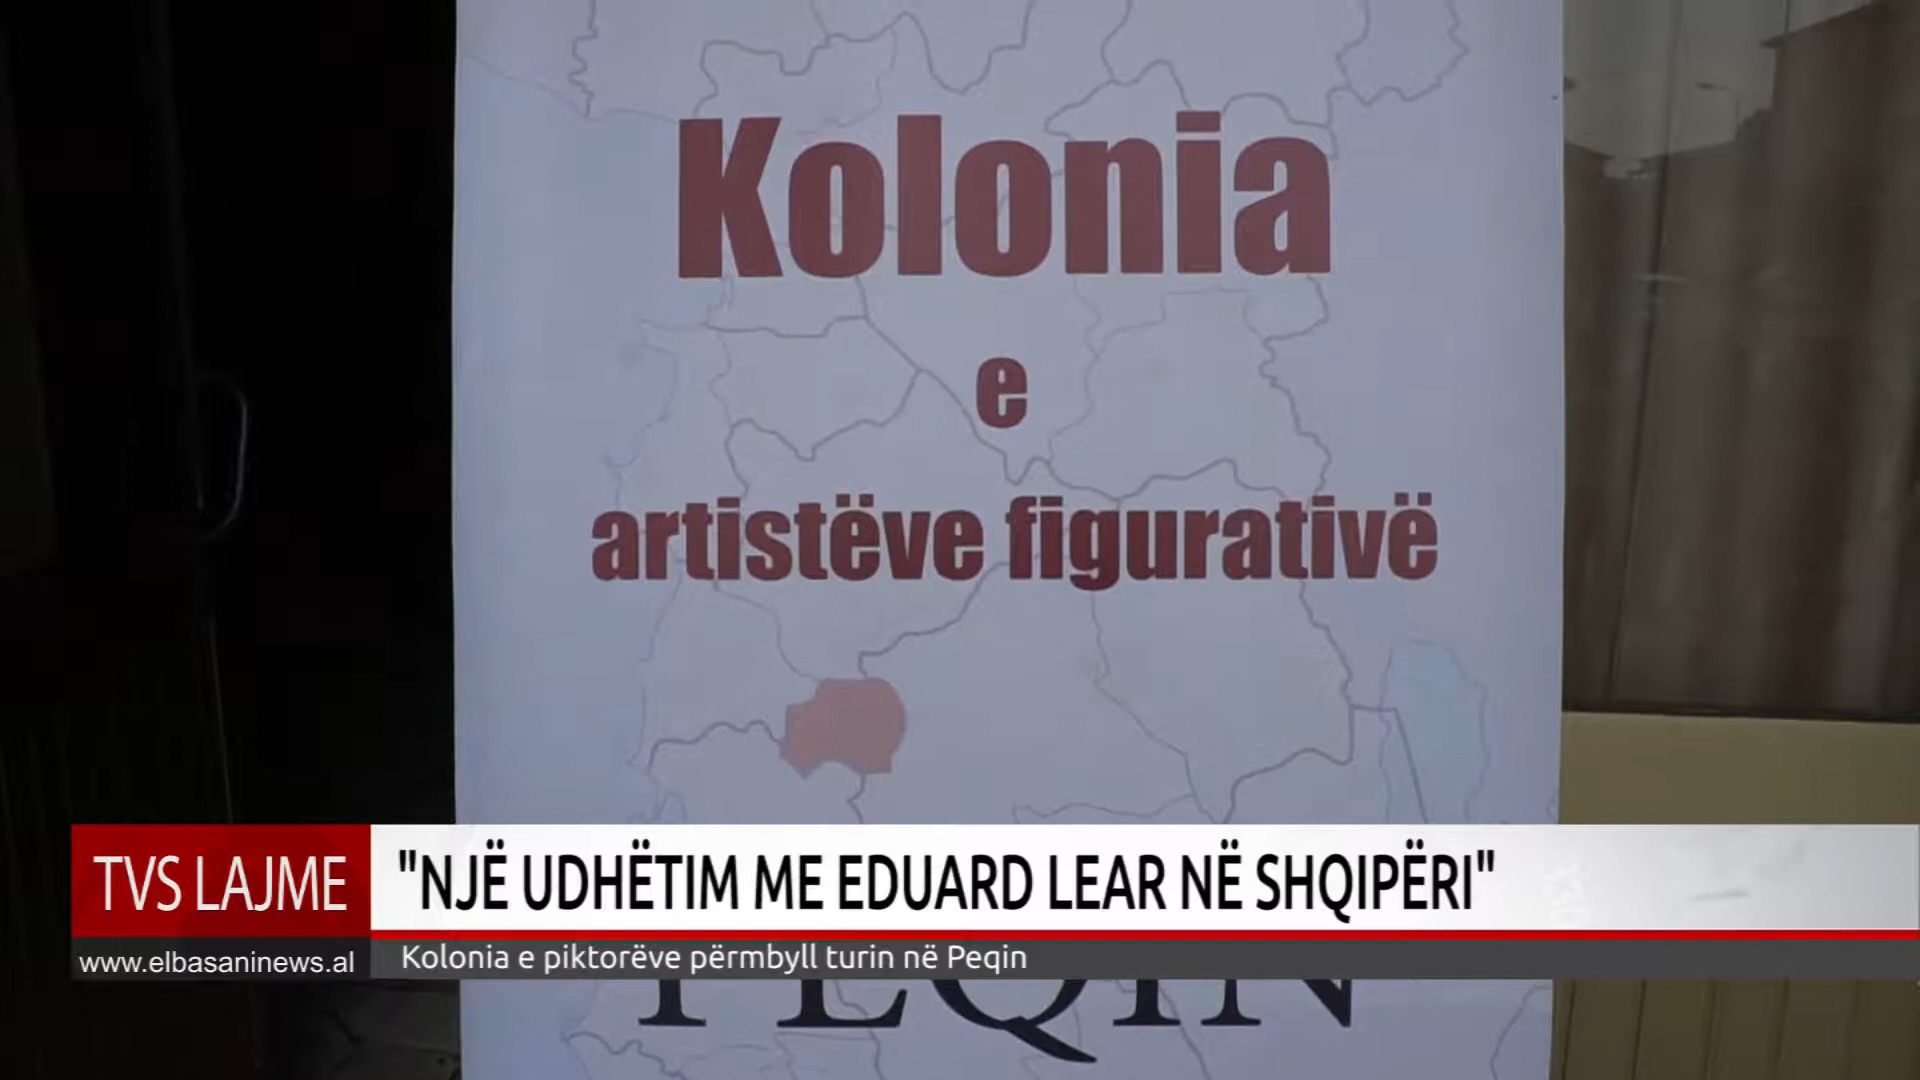 Kolonia
e
artistëve figurativë
TVS LAJME
"NJË UDHËTIM ME EDUARD LEAR NË SHQIPËRI"
www.elbasaninews.al
Kolonia e piktorëve përmbyll turin në Peqin
PEQIN